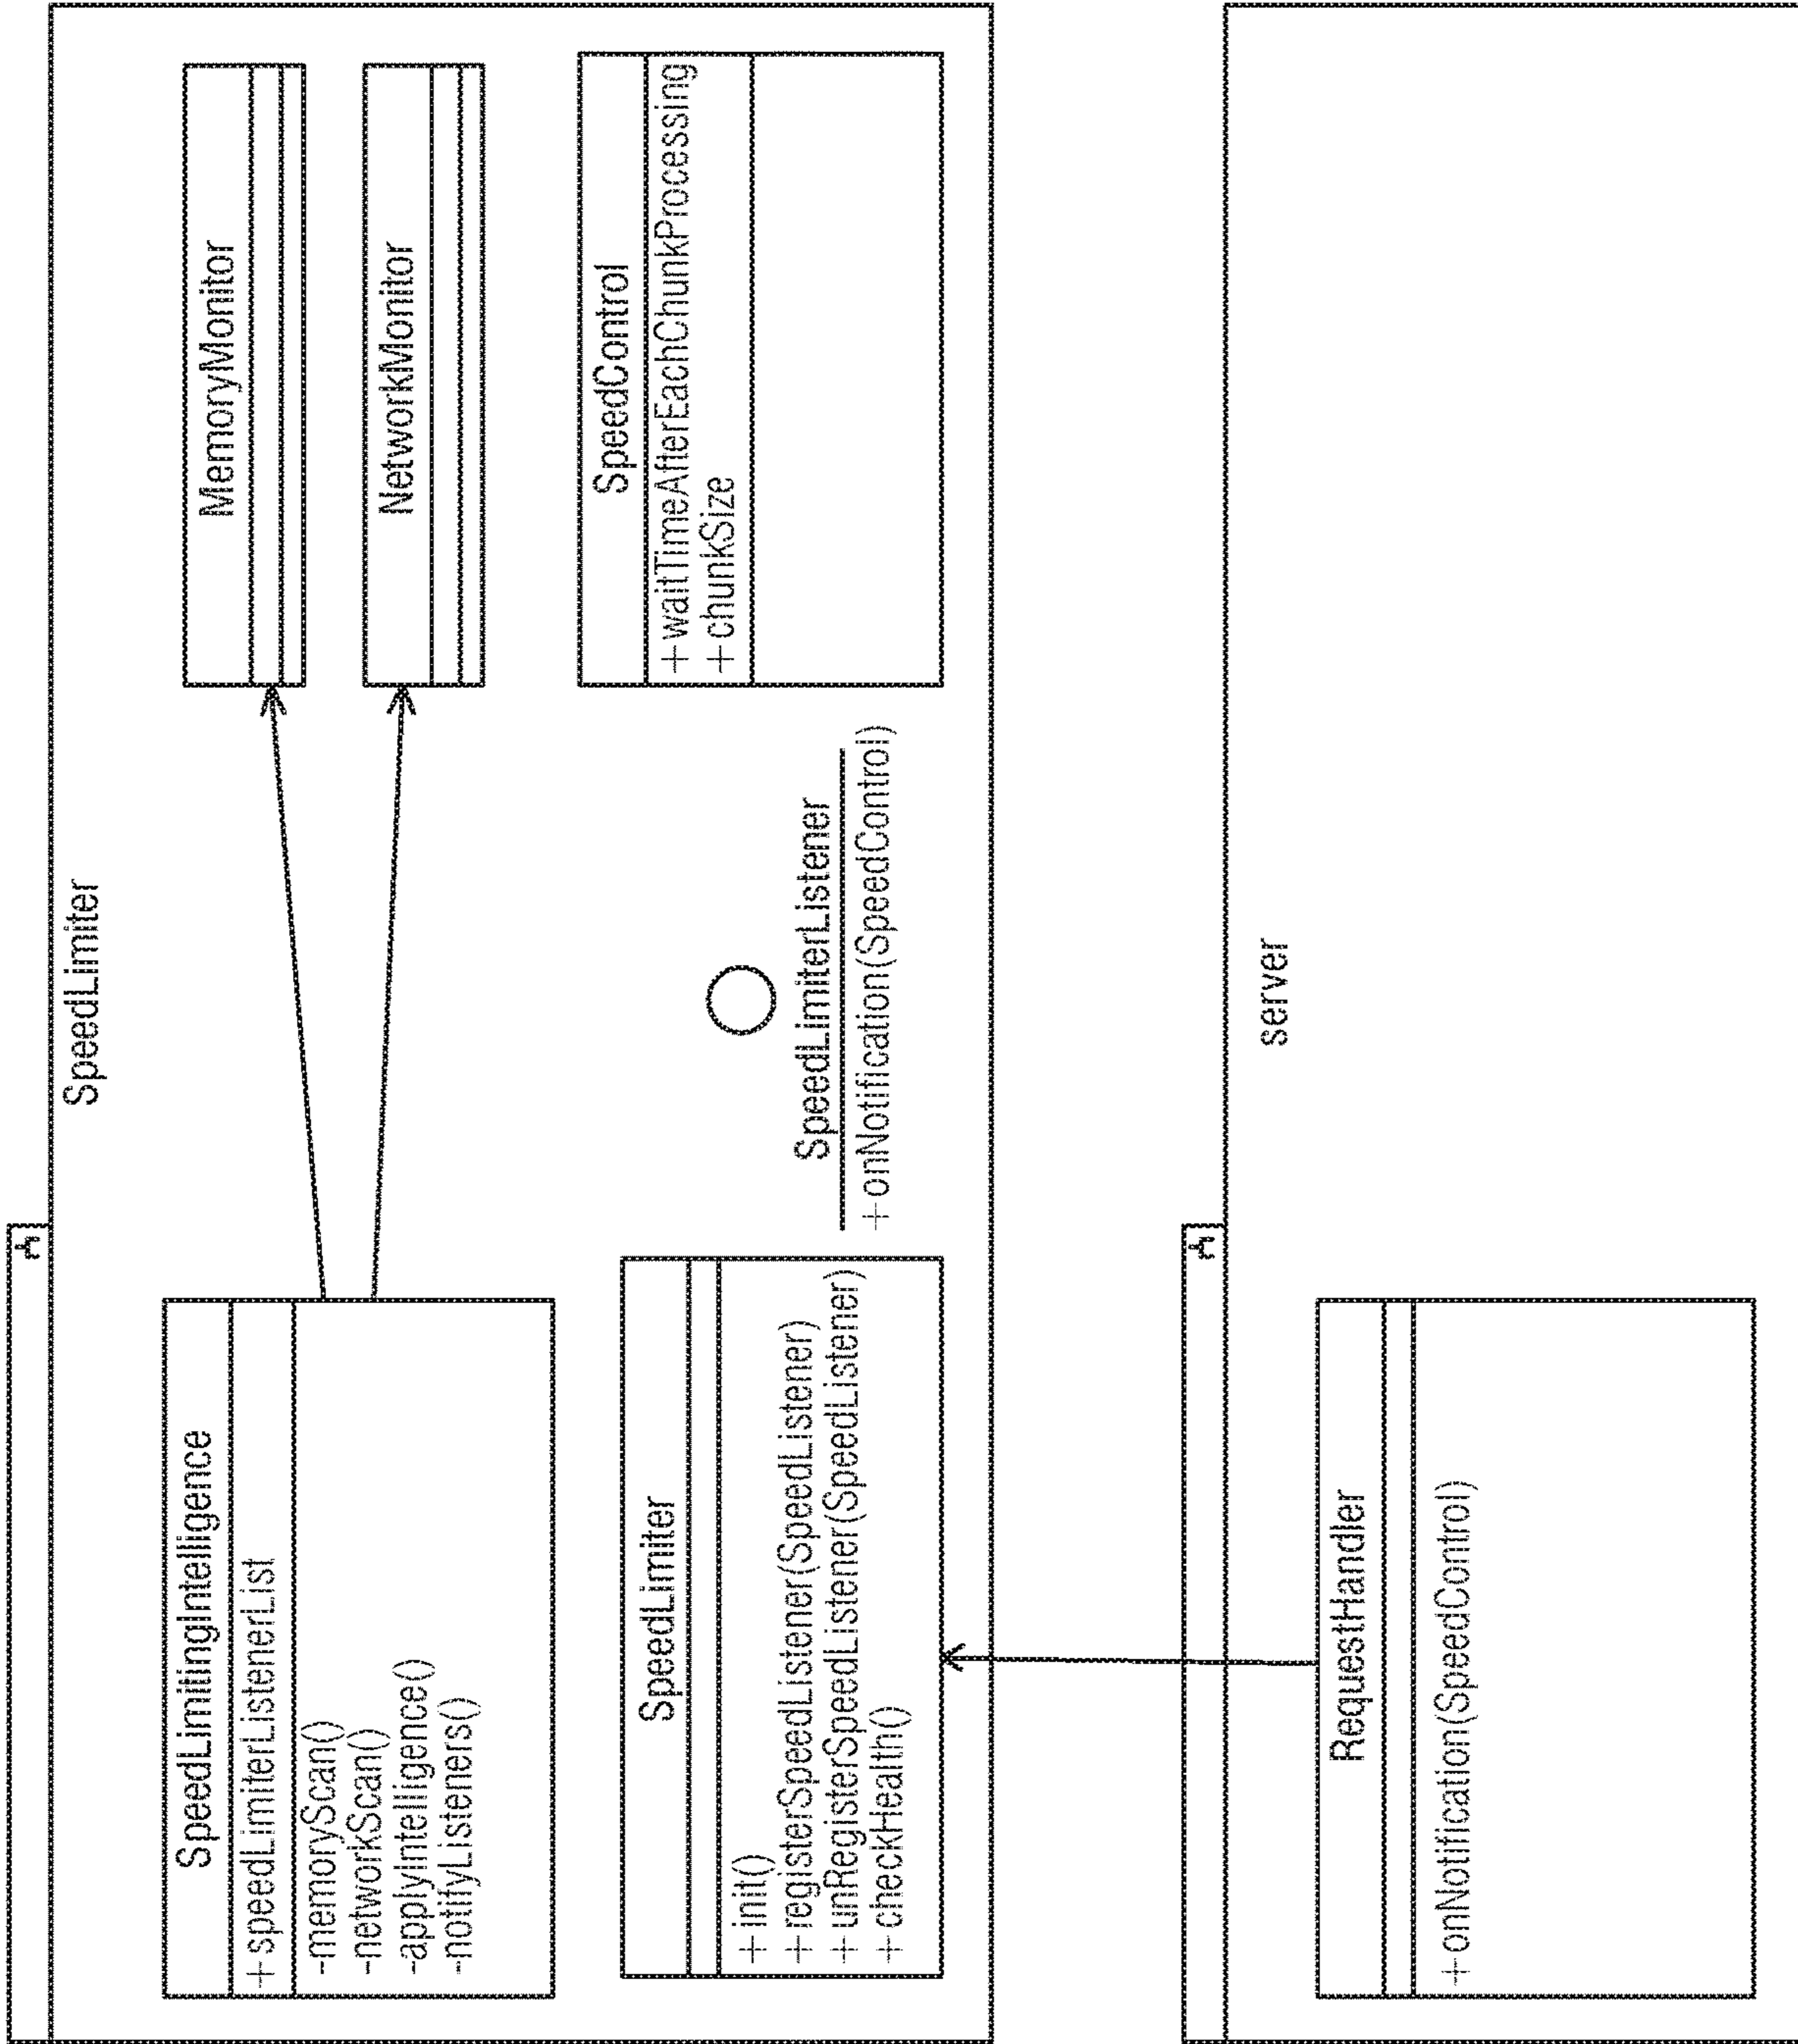 SpeedLimiter
SpeedLimitingIntelligence
+ speedLimiterListenerList
-memoryScan()
-networkScan()
-applyIntelligence()
-notifyListeners()
MemoryMonitor
NetworkMonitor
SpeedLimiter
+ init()
+ registerSpeedListener(SpeedListener)
+ unRegisterSpeedListener(SpeedListener)
+ checkHealth()
SpeedLimiterListener
+ onNotification(SpeedControl)
SpeedControl
+ waitTimeAfterEachChunkProcessing
+ chunkSize
server
RequestHandler
+ onNotification(SpeedControl)